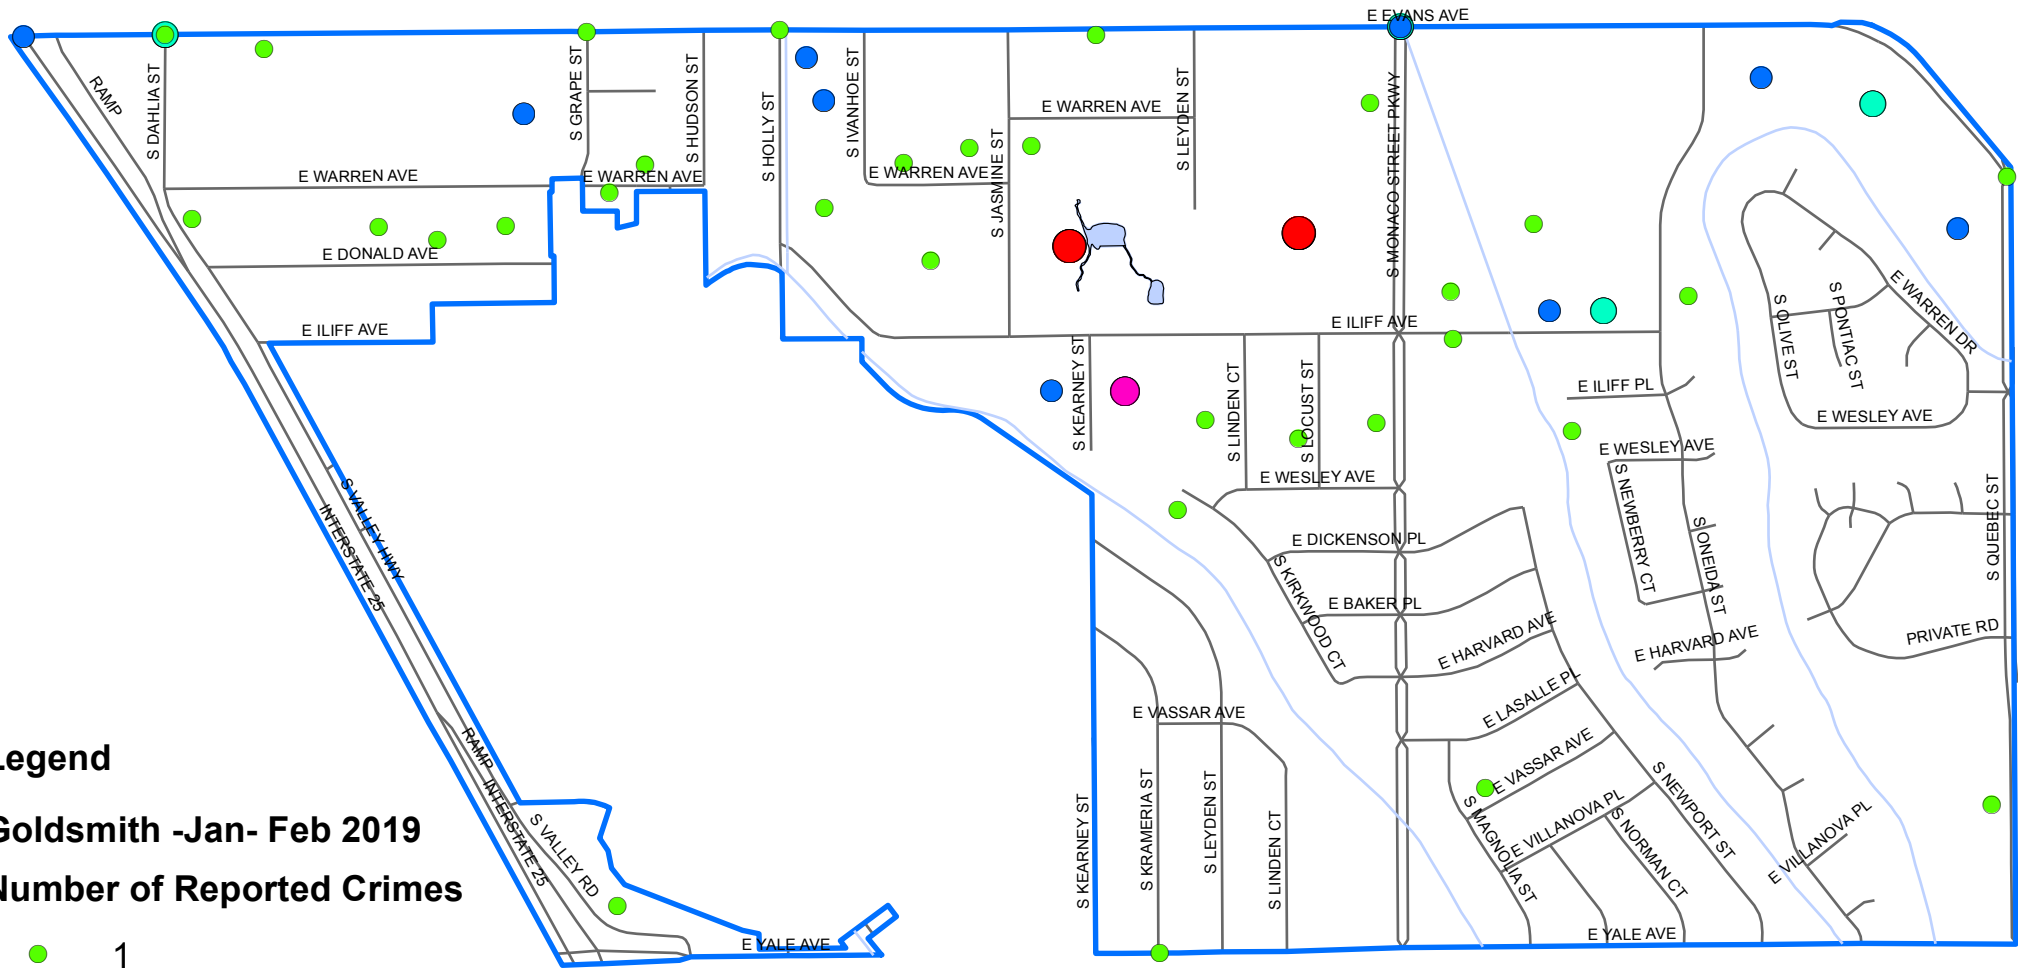 E EVANS AVE
RAMP
S DAHLIA ST
S GRAPE ST
S HUDSON ST
S HOLLY ST
S IVANHOE ST
E WARREN AVE
S LEYDEN ST
S MONACO STREET PKWY
E WARREN AVE
E WARREN AVE
E WARREN AVE
S JASMINE ST
E DONALD AVE
E ILIFF AVE
E ILIFF AVE
S OLIVE ST
S PONTIAC ST
E WARREN DR
S KEARNEY ST
S LINDEN CT
S LOCUST ST
E ILIFF PL
E WESLEY AVE
E WESLEY AVE
E WESLEY AVE
S VALLEY HWY
INTERSTATE 25
S NEWBERRY CT
S ONEIDA ST
S QUEBEC ST
E DICKENSON PL
S KIRKWOOD CT
E BAKER PL
E HARVARD AVE
E HARVARD AVE
PRIVATE RD
E LASALLE PL
E VASSAR AVE
E VASSAR AVE
RAMP
INTERSTATE 25
S VALLEY RD
S KEARNEY ST
S KRAMERIA ST
S LEYDEN ST
S LINDEN CT
S MAGNOLIA ST
E VILLANOVA PL
S NORMAN CT
S NEWPORT ST
E VILLANOVA PL
E YALE AVE
E YALE AVE
Legend
Goldsmith -Jan- Feb 2019
Number of Reported Crimes
1